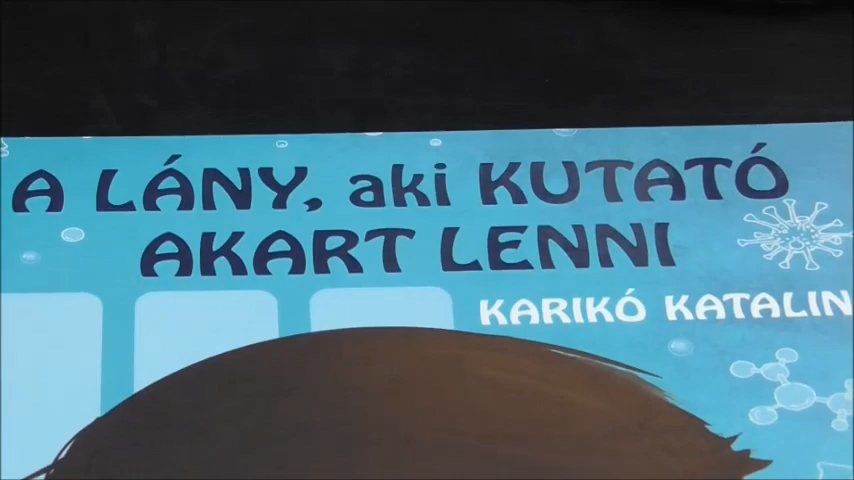 A LÁNY, aki KUTATÓ
AKART LENNI
KARIKÓ KATALIN